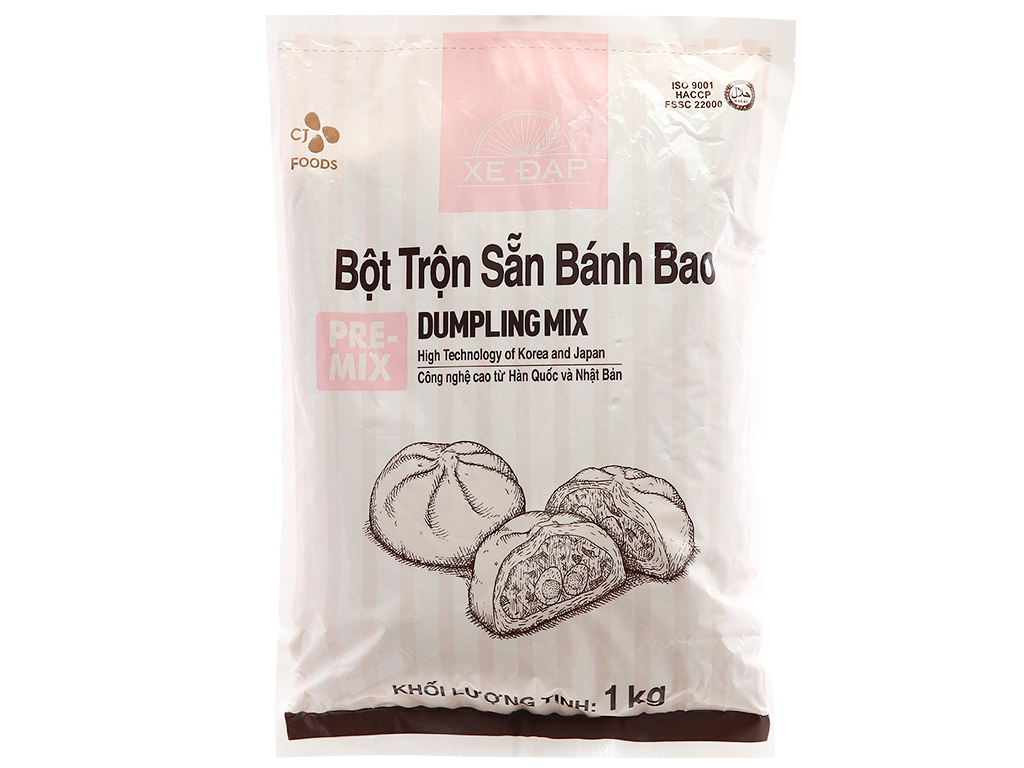 ISO 9001
HACCP
FSSC 22000
حلال
HALAL
CJ
FOODS
XE ĐẠP
Bột Trộn Sẵn Bánh Bao
PRE-
MIX
DUMPLING MIX
High Technology of Korea and Japan
Công nghệ cao từ Hàn Quốc và Nhật Bản
KHỐI LƯỢNG TỊNH: 1 kg